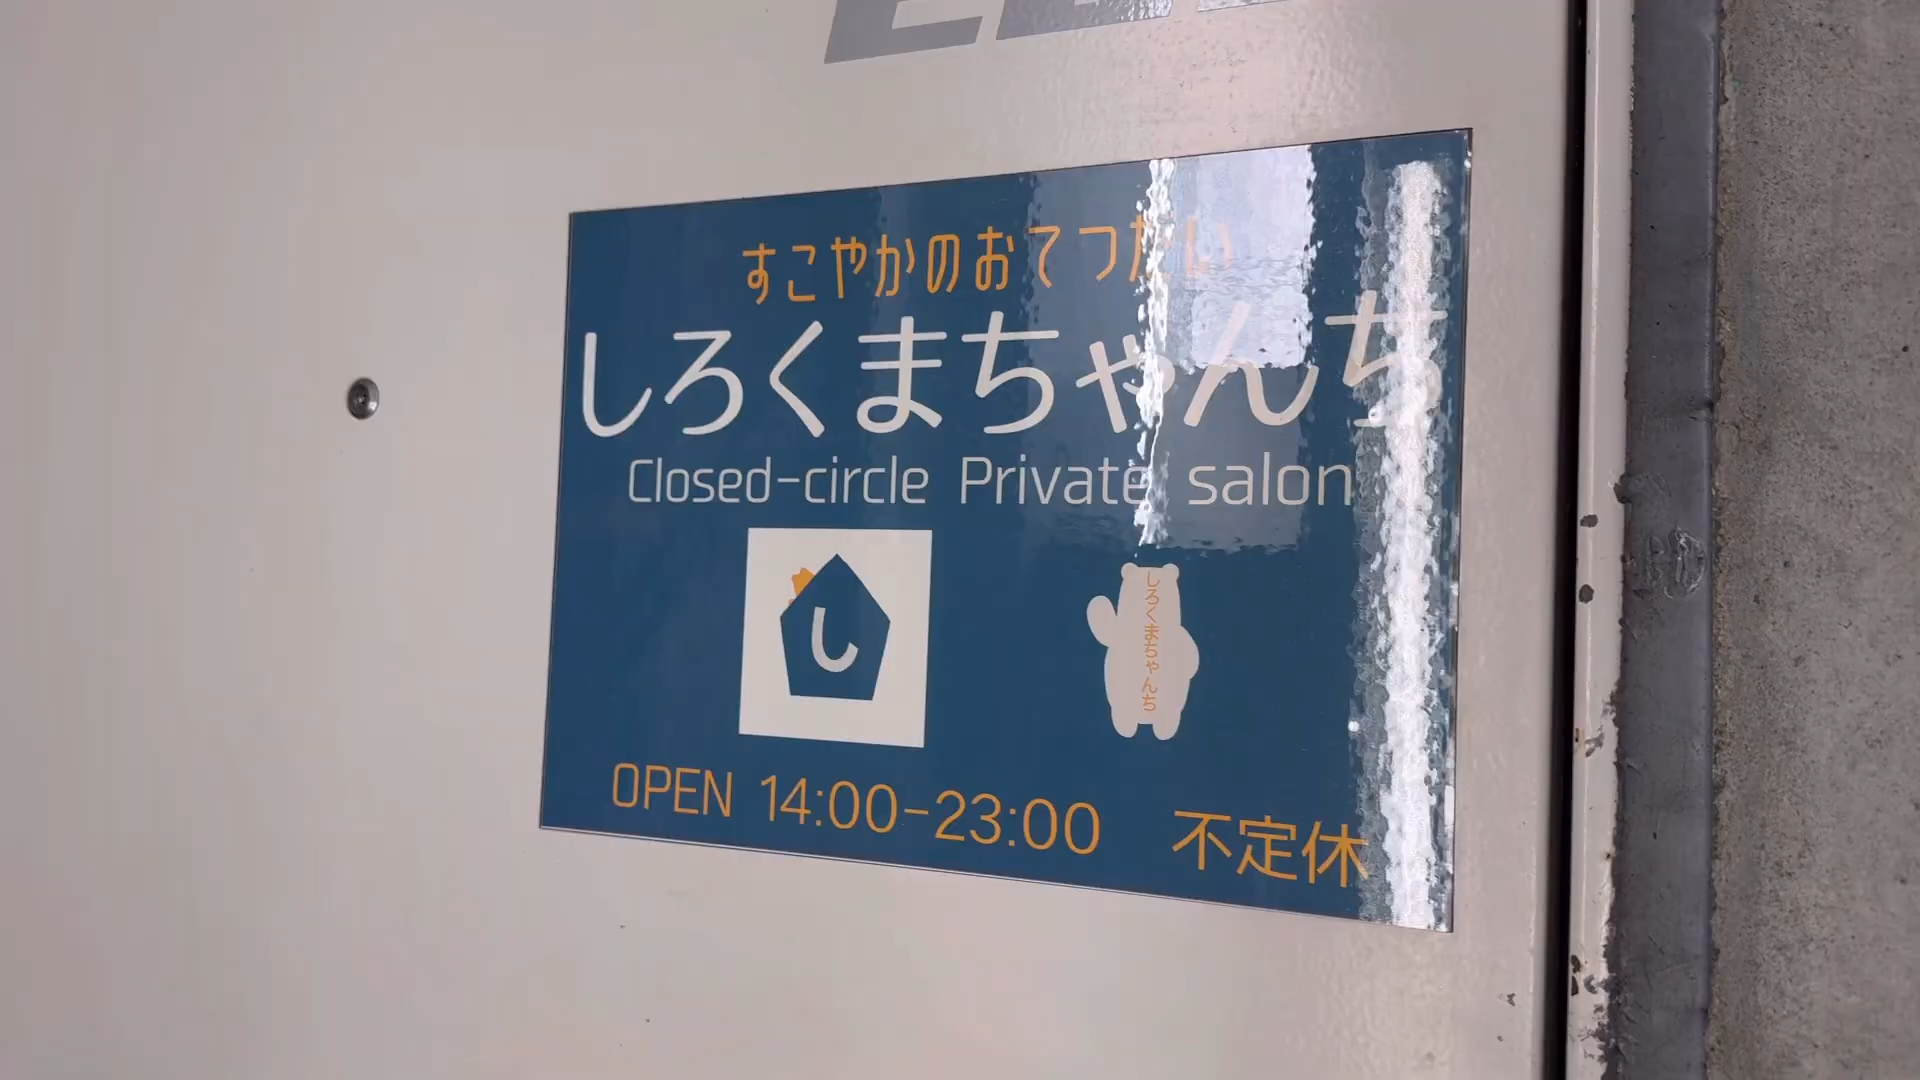 すこやかのおてつだい
しろくまちゃんち
Closed-circle Private salon
し
しろくまちゃんち
OPEN 14:00-23:00 不定休